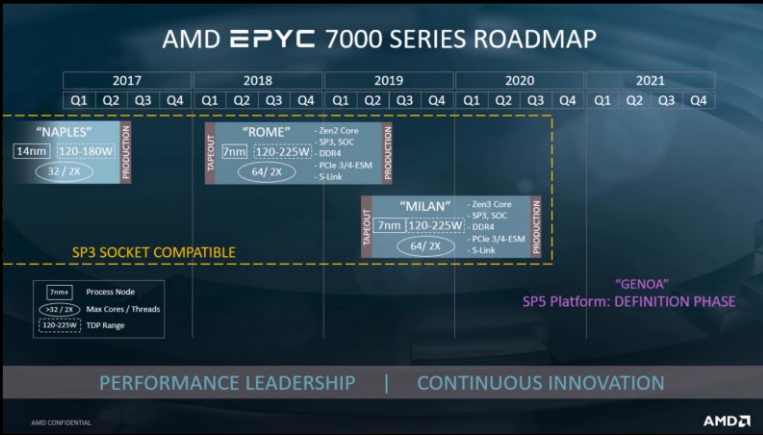 AMD EPYC 7000 SERIES ROADMAP
2017 2018 2019 2020 2021
Q1 Q2 Q3 Q4 Q1 Q2 Q3 Q4 Q1 Q2 Q3 Q4 Q1 Q2 Q3 Q4 Q1 Q2 Q3 Q4
"NAPLES"
14nm 120-180W
32 / 2X
PRODUCTION
TAPEOUT
"ROME"
7nm 120-225W
64/ 2X
- Zen2 Core
- SP3, SOC
- DDR4
- PCIe 3/4-ESM
- S-Link
PRODUCTION
TAPEOUT
"MILAN"
7nm 120-225W
64/ 2X
- Zen3 Core
- SP3, SOC
- DDR4
- PCIe 3/4-ESM
- S-Link
PRODUCTION
SP3 SOCKET COMPATIBLE
"GENOA"
SP5 Platform: DEFINITION PHASE
7nm+ Process Node
>32 / 2X Max Cores / Threads
120-225W TDP Range
PERFORMANCE LEADERSHIP | CONTINUOUS INNOVATION
AMD CONFIDENTIAL
AMD